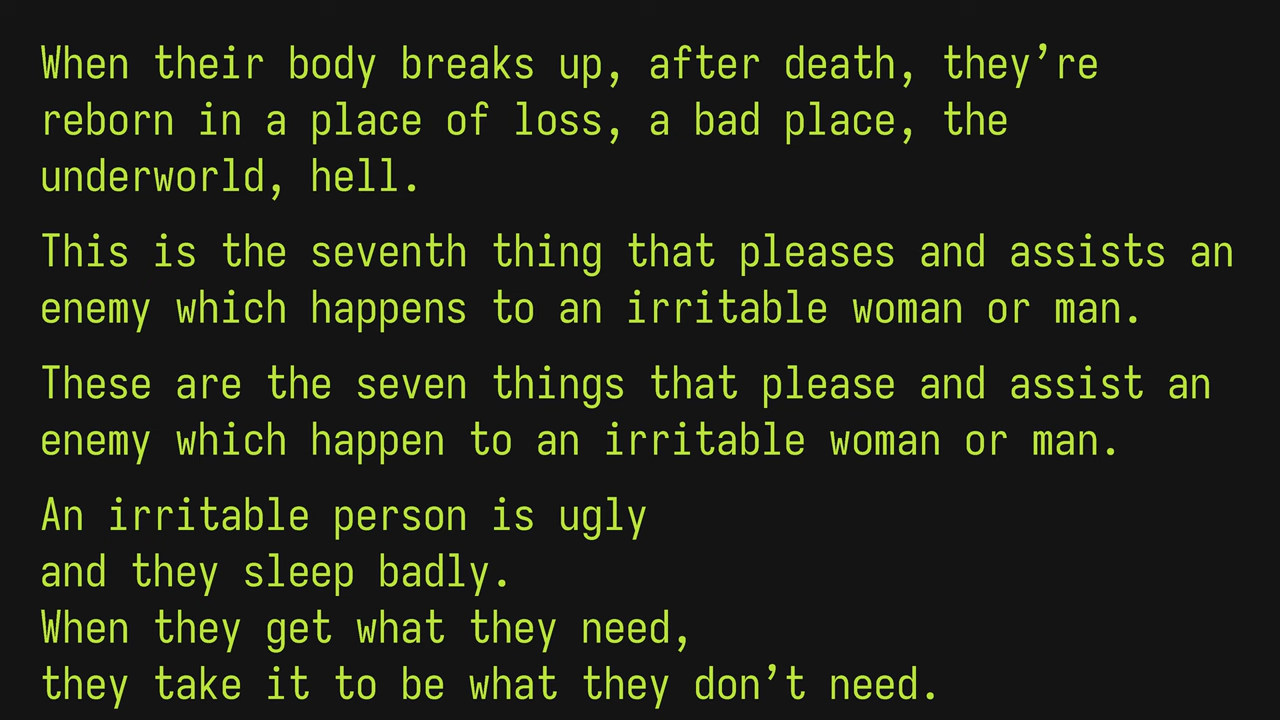 When their body breaks up, after death, they’re
reborn in a place of loss, a bad place, the
underworld, hell.
This is the seventh thing that pleases and assists an
enemy which happens to an irritable woman or man.
These are the seven things that please and assist an
enemy which happen to an irritable woman or man.
An irritable person is ugly
and they sleep badly.
When they get what they need,
they take it to be what they don’t need.